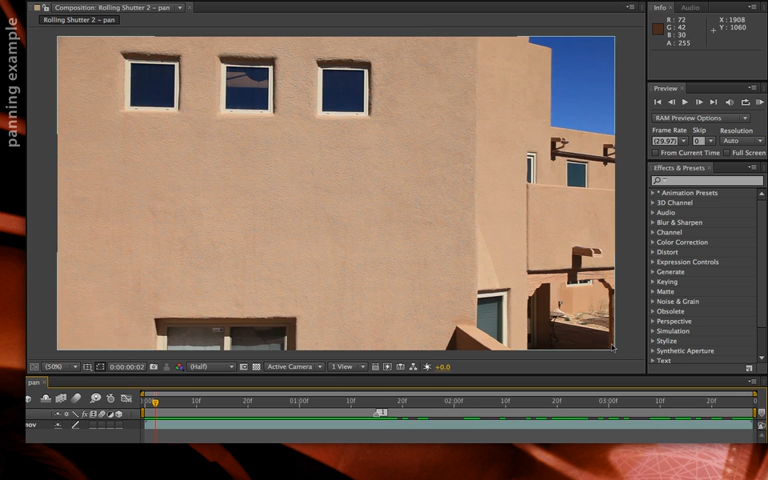 panning example
Composition: Rolling Shutter 2 – pan
Rolling Shutter 2 – pan
(50%)
0:00:00:02
(Half)
Active Camera
1 View
+0.0
Info
Audio
R : 72
G : 42
B : 30
A : 255
X : 1908
Y : 1060
Preview
RAM Preview Options
Frame Rate
Skip
Resolution
(29.97)
0
Auto
From Current Time
Full Screen
Effects & Presets
* Animation Presets
3D Channel
Audio
Blur & Sharpen
Channel
Color Correction
Distort
Expression Controls
Generate
Keying
Matte
Noise & Grain
Obsolete
Perspective
Simulation
Stylize
Synthetic Aperture
Text
pan
10f
20f
01:00f
10f
20f
02:00f
10f
20f
03:00f
10f
20f
1